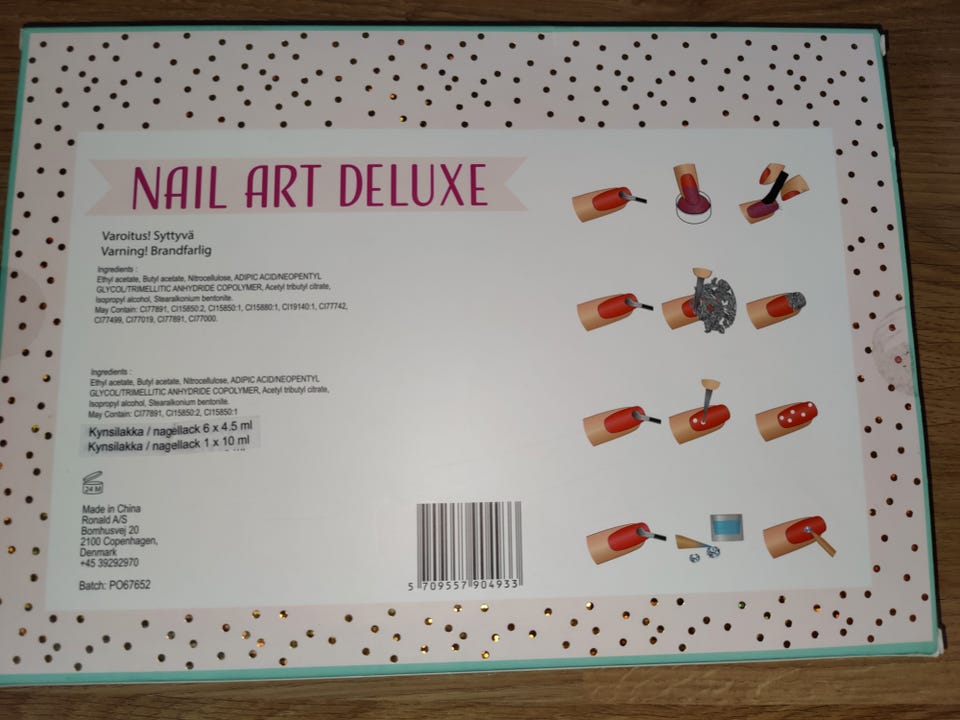 NAIL ART DELUXE
Varoitus! Syttyvä
Varning! Brandfarlig
Ingredients :
Ethyl acetate, Butyl acetate, Nitrocellulose, ADIPIC ACID/NEOPENTYL
GLYCOL/TRIMELLITIC ANHYDRIDE COPOLYMER, Acetyl tributyl citrate,
Isopropyl alcohol, Stearalkonium bentonite.
May Contain: CI77891, CI15850:2, CI15850:1, CI15880:1, CI19140:1, CI77742,
CI77499, CI77019, CI77891, CI77000.
Ingredients :
Ethyl acetate, Butyl acetate, Nitrocellulose, ADIPIC ACID/NEOPENTYL
GLYCOL/TRIMELLITIC ANHYDRIDE COPOLYMER, Acetyl tributyl citrate,
Isopropyl alcohol, Stearalkonium bentonite.
May Contain: CI77891, CI15850:2, CI15850:1
Kynsilakka / nagellack 6 x 4.5 ml
Kynsilakka / nagellack 1 x 10 ml
24 M
Made in China
Ronald A/S
Bomhusvej 20
2100 Copenhagen,
Denmark
+45 39292970
Batch: PO67652
5 709557 904933